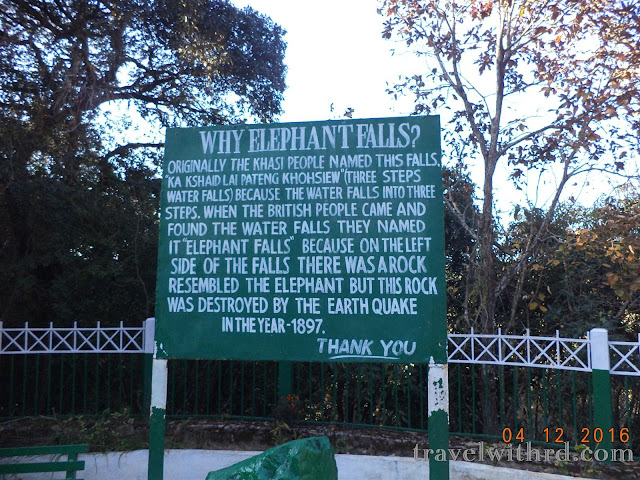 WHY ELEPHANT FALLS?
ORIGINALLY THE KHASI PEOPLE NAMED THIS FALLS,
KA KSHAID LAI PATENG KHOHSIEW "(THREE STEPS
WATER FALLS) BECAUSE THE WATER FALLS INTO THREE
STEPS. WHEN THE BRITISH PEOPLE CAME AND
FOUND THE WATER FALLS THEY NAMED
IT "ELEPHANT FALLS" BECAUSE ON THE LEFT
SIDE OF THE FALLS THERE WAS A ROCK
RESEMBLED THE ELEPHANT BUT THIS ROCK
WAS DESTROYED BY THE EARTH QUAKE
IN THE YEAR-1897.
THANK YOU
04 12 2016
travelwithrd.com